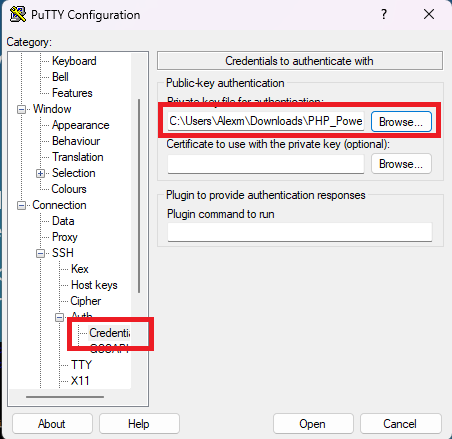 PuTTY Configuration
?
Category:
Keyboard
Bell
Features
Window
Appearance
Behaviour
Translation
Selection
Colours
Connection
Data
Proxy
SSH
Kex
Host keys
Cipher
Auth
Credentia
TTY
X11
Credentials to authenticate with
Public-key authentication
Private key file for authentication:
C:\Users\Alexm\Downloads\PHP_Powe
Browse...
Certificate to use with the private key (optional):
Browse...
Plugin to provide authentication responses
Plugin command to run
About
Help
Open
Cancel